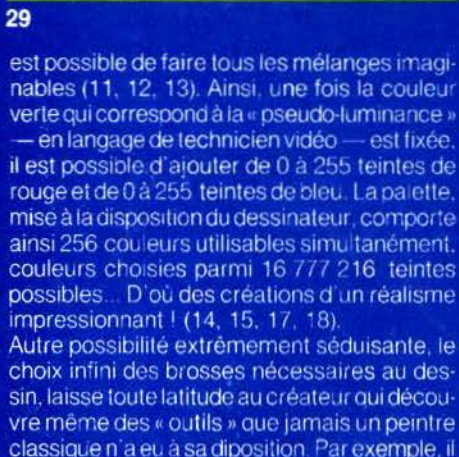 29
est possible de faire tous les mélanges imagi-
nables (11, 12, 13). Ainsi, une fois la couleur
verte qui correspond à la « pseudo-luminance »
— en langage de technicien vidéo — est fixée,
il est possible d'ajouter de 0 à 255 teintes de
rouge et de 0 à 255 teintes de bleu. La palette,
mise à la disposition du dessinateur, comporte
ainsi 256 couleurs utilisables simultanément,
couleurs choisies parmi 16 777 216 teintes
possibles... D'où des créations d'un réalisme
impressionnant ! (14, 15, 17, 18).
Autre possibilité extrêmement séduisante, le
choix infini des brosses nécessaires au des-
sin, laisse toute latitude au créateur qui décou-
vre même des « outils » que jamais un peintre
classique n'a eu à sa diposition. Par exemple, il